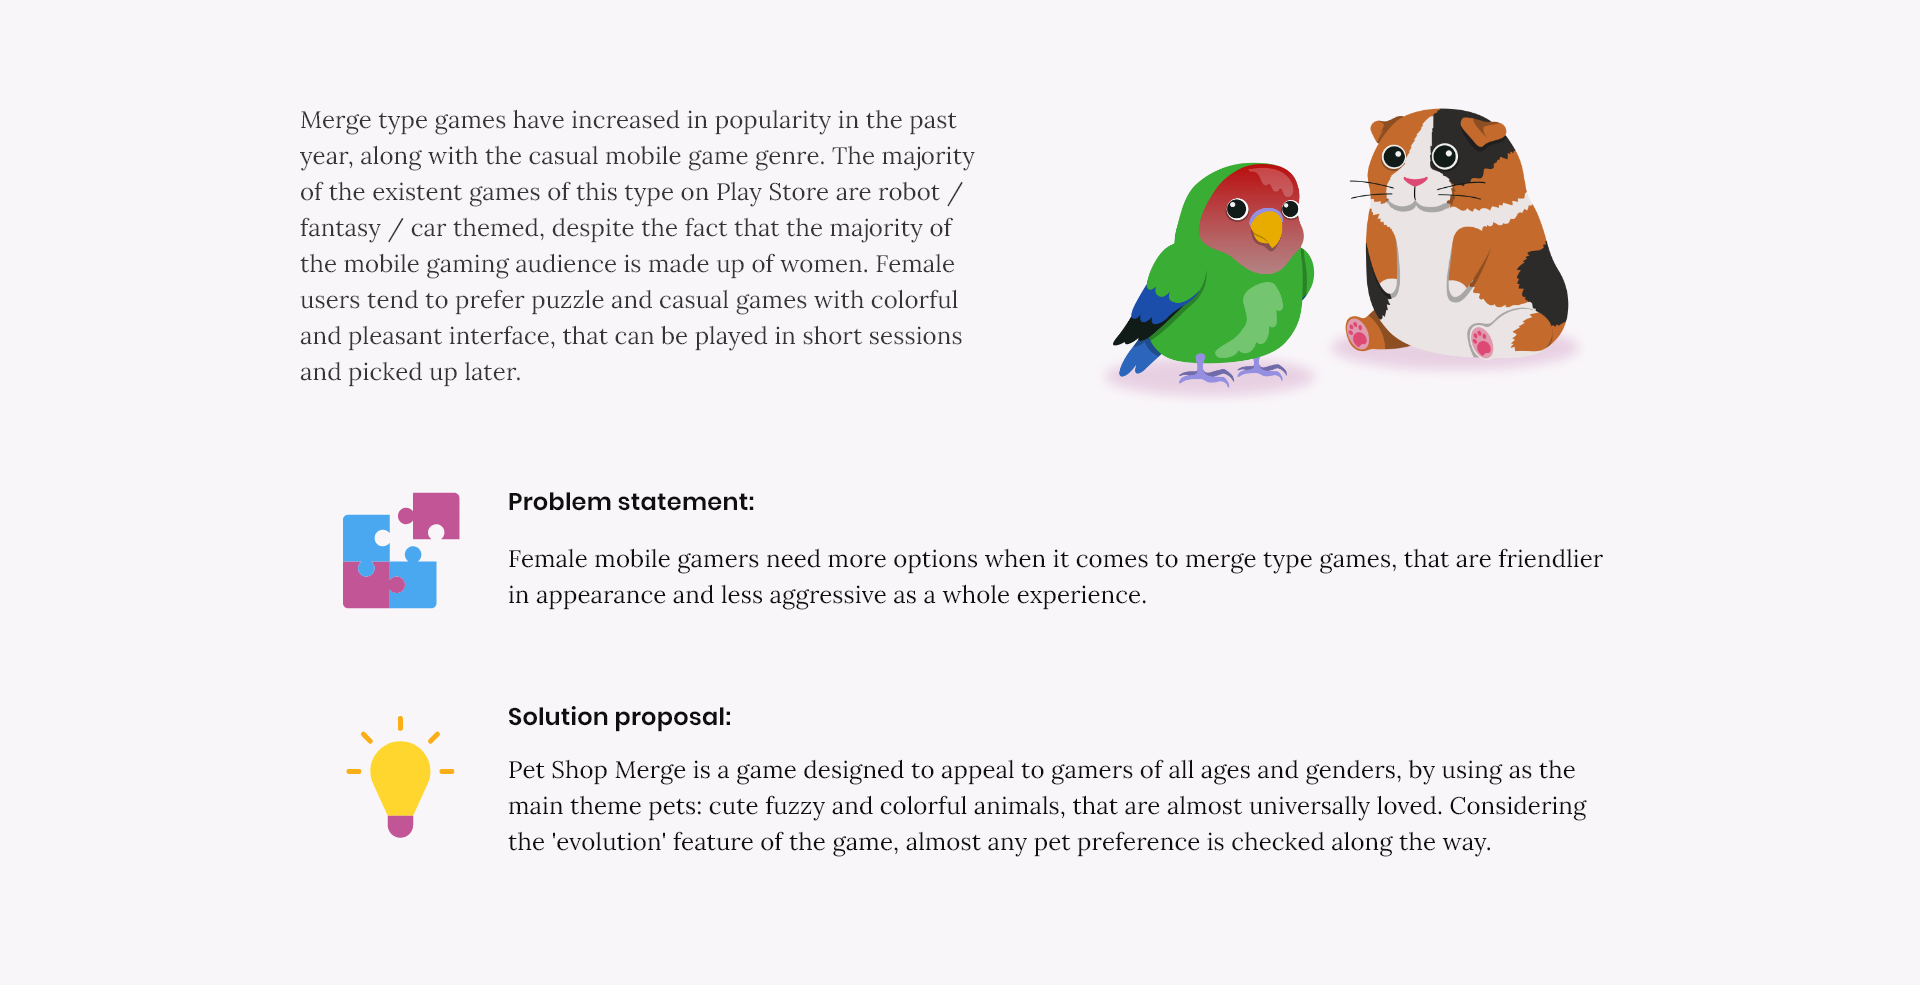 Merge type games have increased in popularity in the past
year, along with the casual mobile game genre. The majority
of the existent games of this type on Play Store are robot /
fantasy / car themed, despite the fact that the majority of
the mobile gaming audience is made up of women. Female
users tend to prefer puzzle and casual games with colorful
and pleasant interface, that can be played in short sessions
and picked up later.
Problem statement:
Female mobile gamers need more options when it comes to merge type games, that are friendlier
in appearance and less aggressive as a whole experience.
Solution proposal:
Pet Shop Merge is a game designed to appeal to gamers of all ages and genders, by using as the
main theme pets: cute fuzzy and colorful animals, that are almost universally loved. Considering
the 'evolution' feature of the game, almost any pet preference is checked along the way.